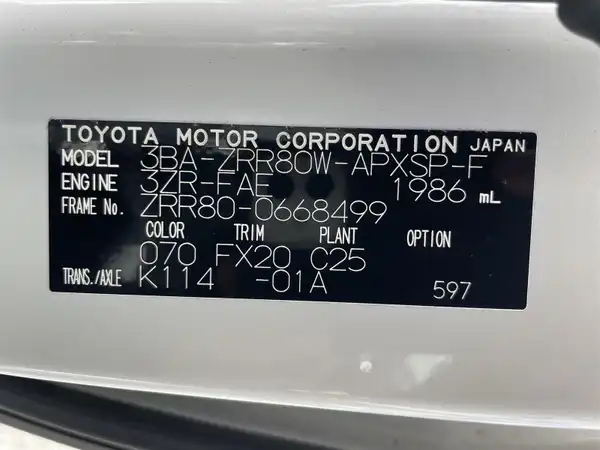 TOYOTA MOTOR CORPORATION JAPAN
MODEL 3BA-ZRR80W-APXSP-F
ENGINE 3ZR-FAE 1986 mL
FRAME No. ZRR80-0668499
COLOR TRIM PLANT OPTION
070 FX20 C25
TRANS./AXLE K114 -01A 597